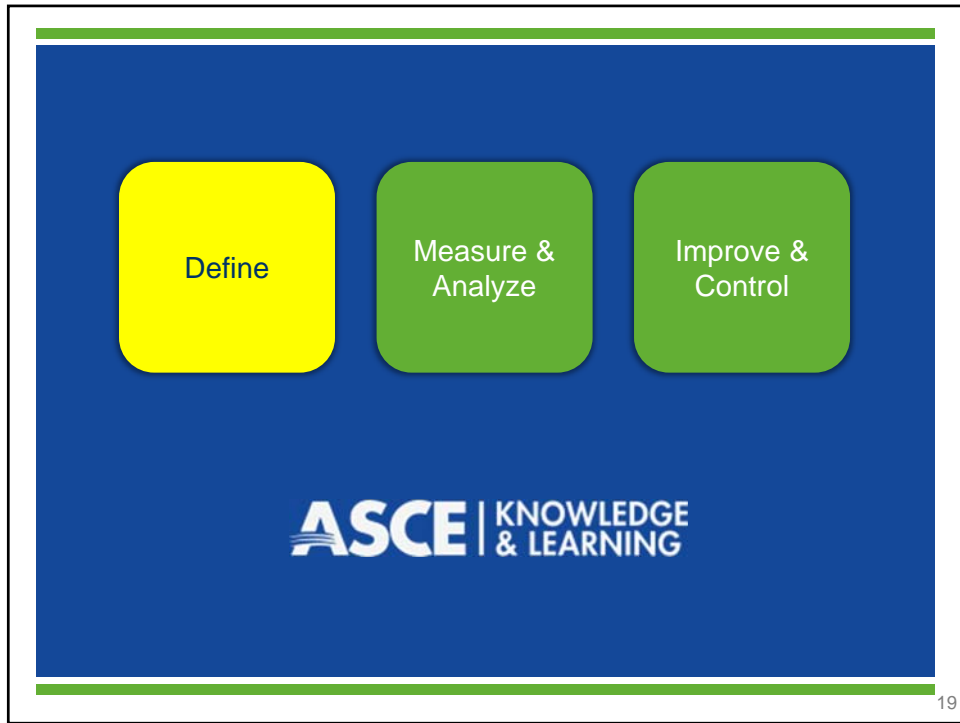 Define
Measure &
Analyze
Improve &
Control
ASCE | KNOWLEDGE
& LEARNING
19